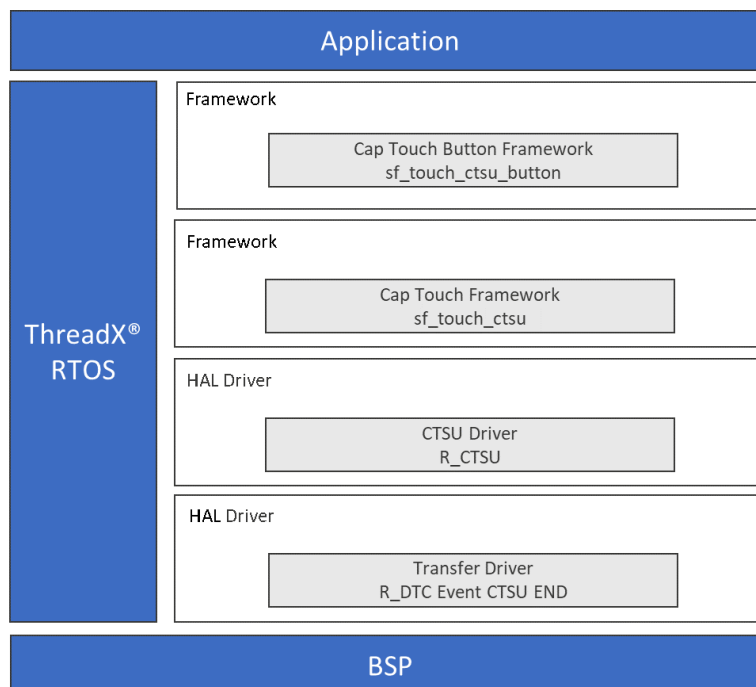 Application
ThreadX®
RTOS
Framework
Cap Touch Button Framework
sf_touch_ctsu_button
Framework
Cap Touch Framework
sf_touch_ctsu
HAL Driver
CTSU Driver
R_CTSU
HAL Driver
Transfer Driver
R_DTC Event CTSU END
BSP